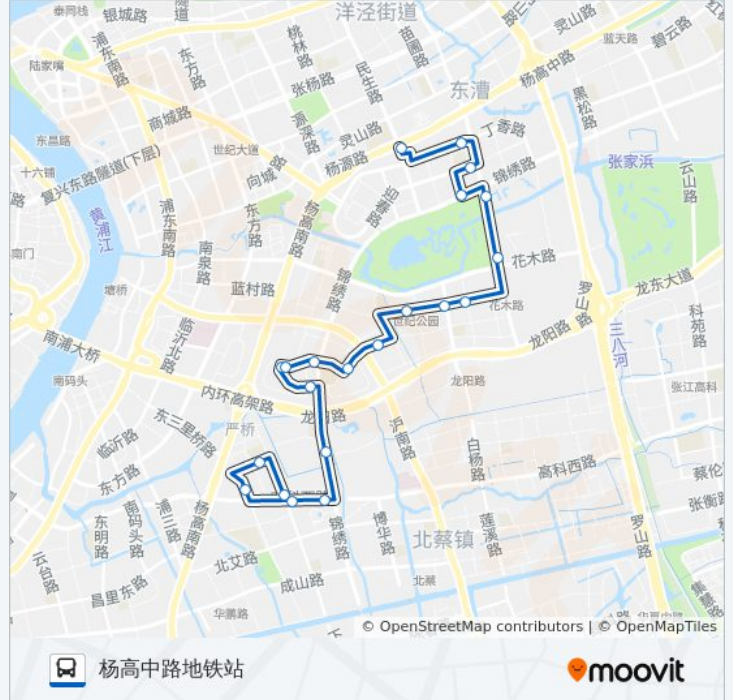 泰同栈
银城路
隧道
洋泾街道
桃林路
苗圃路
灵山路
蓝天路
碧云路
浦东南路
东方路
陆家嘴
张杨路
民生路
杨高中路
东漕
源深路
黑松路
商城路
丁香路
东昌路
世纪大道
灵山路
杨源路
锦绣路
张家浜
十六铺
复兴东路隧道(下层)
向城路
云山路
黄浦江
浦东南路
东方路
杨高南路
南门
南泉路
花木路
锦绣路
塘桥
蓝村路
罗山路
龙东大道
花木路
世纪公园
科苑路
临沂北路
龙阳路
三八河
南浦大桥
南码头
内环高架路
龙阳路
张江高科
严桥
东三里桥路
沪南路
临沂路
白杨路
高科西路
蔡伦
东方路
张衡路
东明路
南码头路
浦三路
杨高南路
锦绣路
博华路
莲溪路
北蔡镇
罗山路
云台路
北艾路
成山路
北蔡
昌里东路
集慧路
华鹏路
© OpenStreetMap contributors | © OpenMapTiles
杨高中路地铁站
moovit